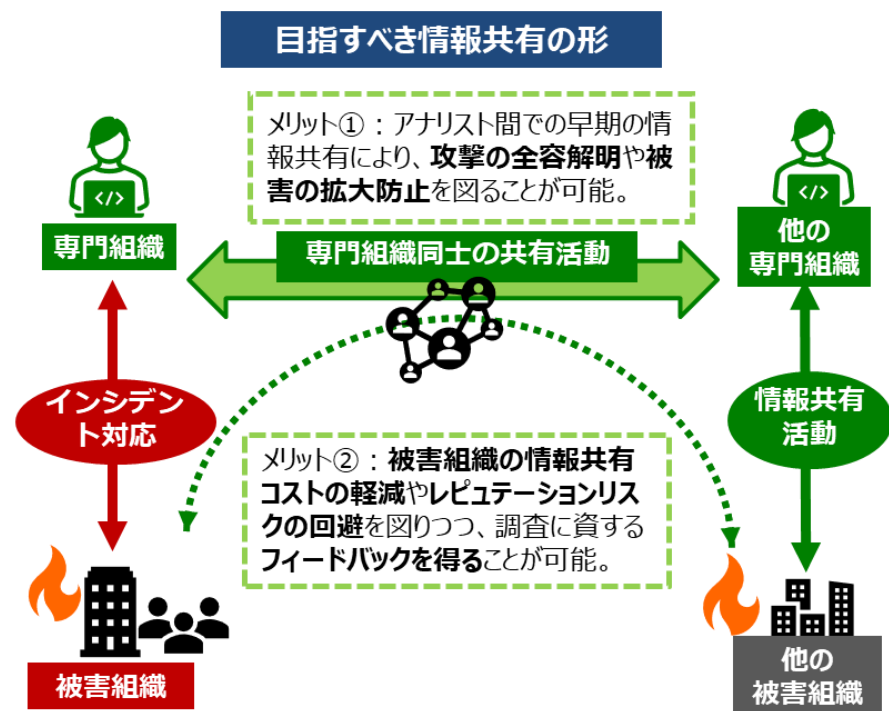 目指すべき情報共有の形
メリット①：アナリスト間での早期の情
報共有により、攻撃の全容解明や被
害の拡大防止を図ることが可能。
</>
</>
専門組織
専門組織同士の共有活動
他の
専門組織
インシデン
ト対応
情報共有
活動
メリット②：被害組織の情報共有
コストの軽減やレピュテーションリス
クの回避を図りつつ、調査に資する
フィードバックを得ることが可能。
被害組織
他の
被害組織